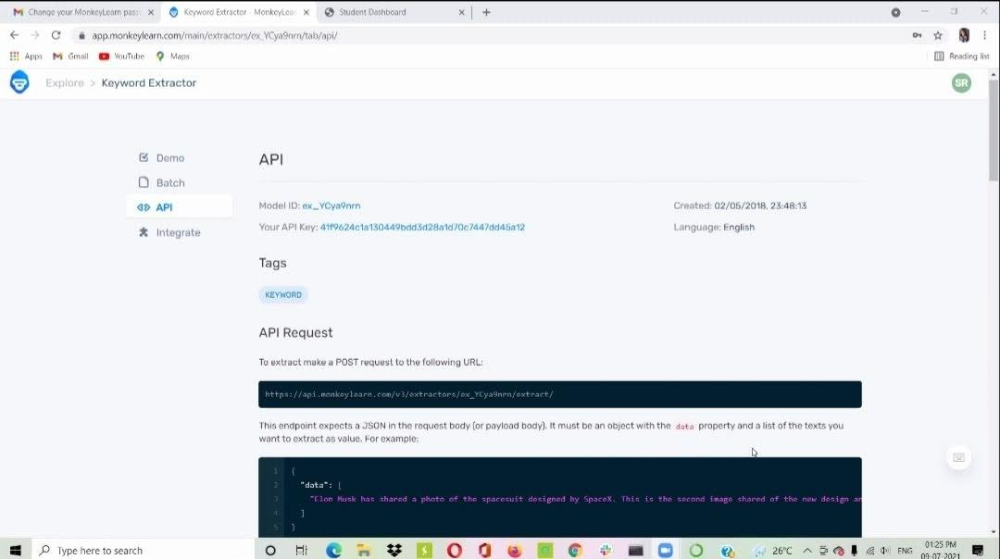 Change your MonkeyLearn pass
Keyword Extractor - MonkeyLea
Student Dashboard
app.monkeylearn.com/main/extractors/ex_YCya9nrn/tab/api/
Apps
Gmail
YouTube
Maps
Reading list
Explore > Keyword Extractor
SR
Demo
Batch
API
Integrate
API
Model ID: ex_YCya9nrn
Created: 02/05/2018, 23:48:13
Your API Key: 41f9624c1a130449bdd3d28a1d70c7447dd45a12
Language: English
Tags
KEYWORD
API Request
To extract make a POST request to the following URL:
https://api.monkeylearn.com/v3/extractors/ex_YCya9nrn/extract/
This endpoint expects a JSON in the request body (or payload body). It must be an object with the data property and a list of the texts you
want to extract as value. For example:
1 {
2 "data": [
3 "Elon Musk has shared a photo of the spacesuit designed by SpaceX. This is the second image shared of the new design an
4 ]
5 }
Type here to search
26°C
ENG
01:25 PM
09-07-2021